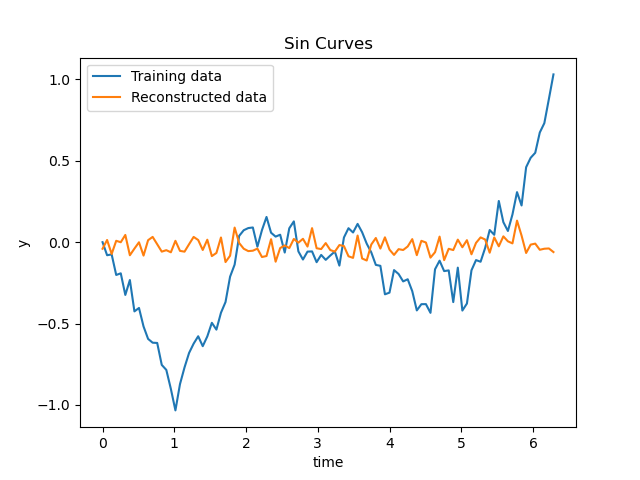 Sin Curves
Training data
Reconstructed data
1.0
0.5
0.0
−0.5
−1.0
y
0 1 2 3 4 5 6
time